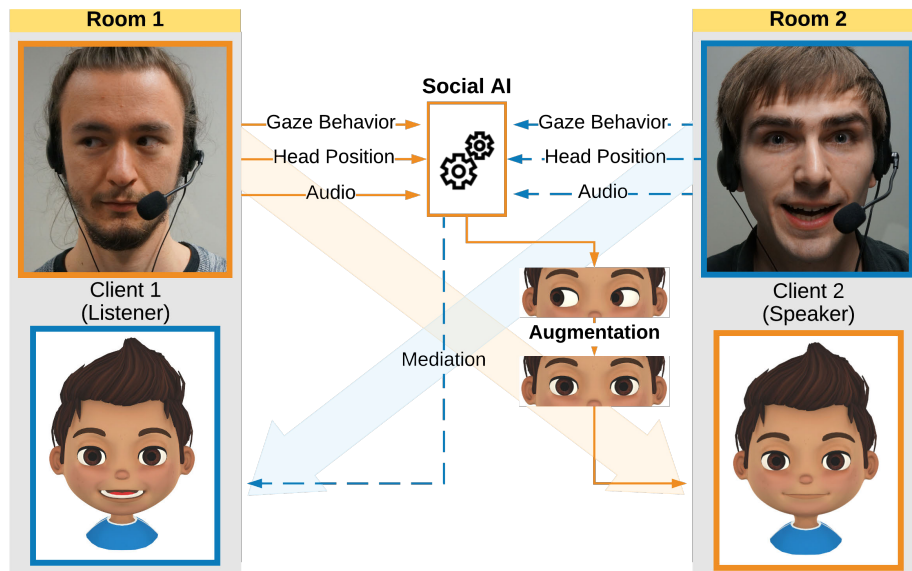 Room 1
Room 2
Social AI
Gaze Behavior
Head Position
Audio
Gaze Behavior
Head Position
Audio
Client 1
(Listener)
Client 2
(Speaker)
Augmentation
Mediation